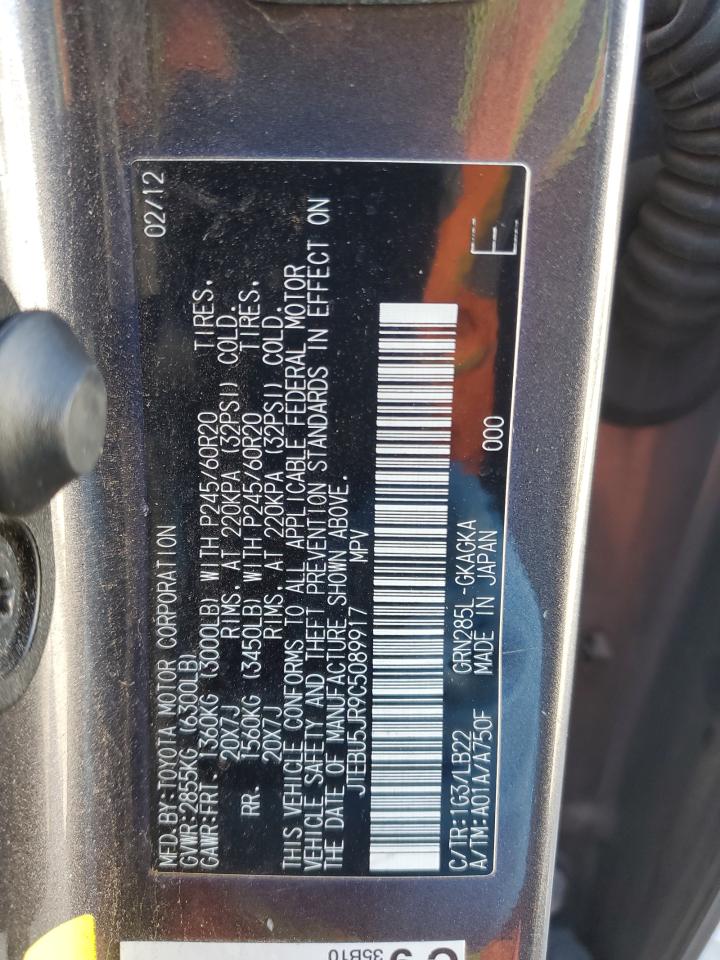 MFD.BY:TOYOTA MOTOR CORPORATION 02/12
GVWR:2855KG (6300LB)
GAWR:FRT. 1360KG (3000LB) WITH P245/60R20 TIRES,
20X7J RIMS, AT 220KPA (32PSI) COLD.
RR. 1560KG (3450LB) WITH P245/60R20 TIRES,
20X7J RIMS, AT 220KPA (32PSI) COLD.
THIS VEHICLE CONFORMS TO ALL APPLICABLE FEDERAL MOTOR
VEHICLE SAFETY AND THEFT PREVENTION STANDARDS IN EFFECT ON
THE DATE OF MANUFACTURE SHOWN ABOVE.
JTEBU5JR9C5089917 MPV
C/TR:1G3/LB22 GRN285L-GKAGKA 000 E
A/TM:A01A/A750F MADE IN JAPAN
35B10